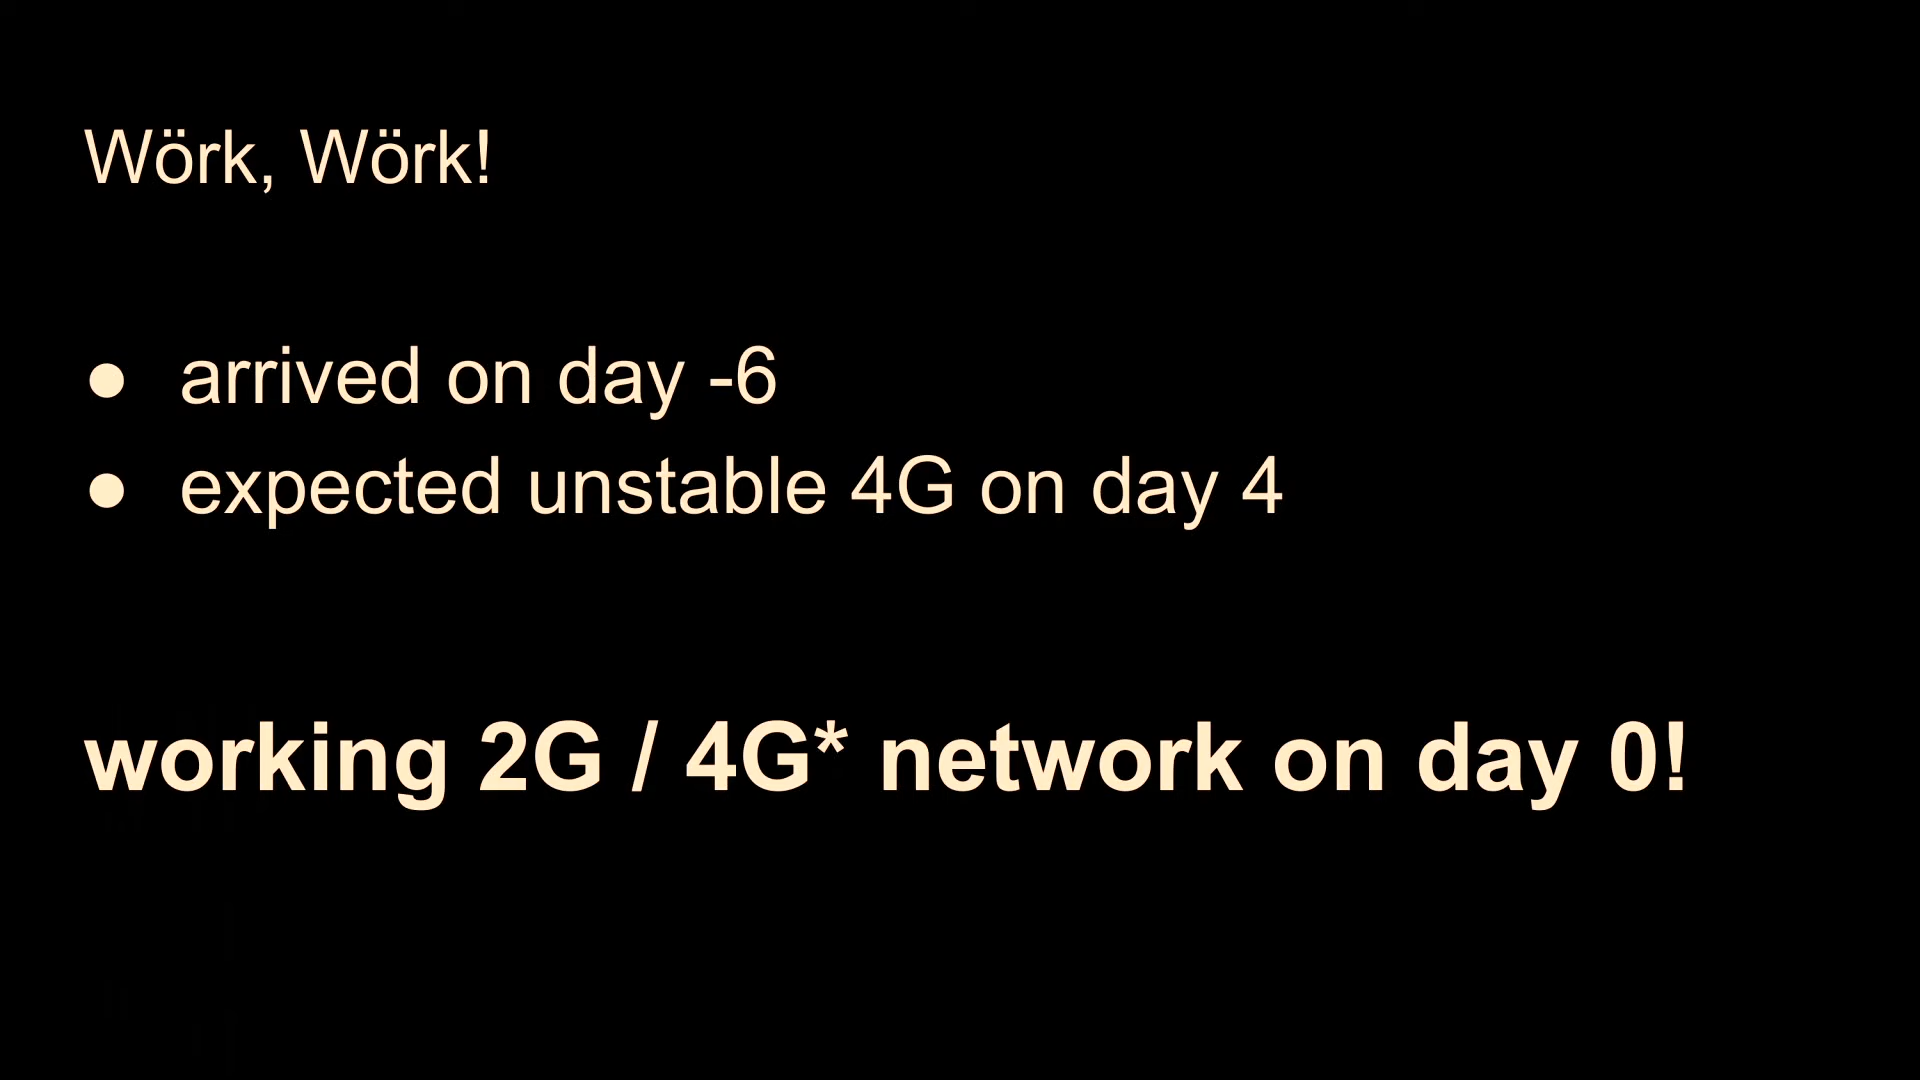 Wörk, Wörk!
● arrived on day -6
● expected unstable 4G on day 4
working 2G / 4G* network on day 0!